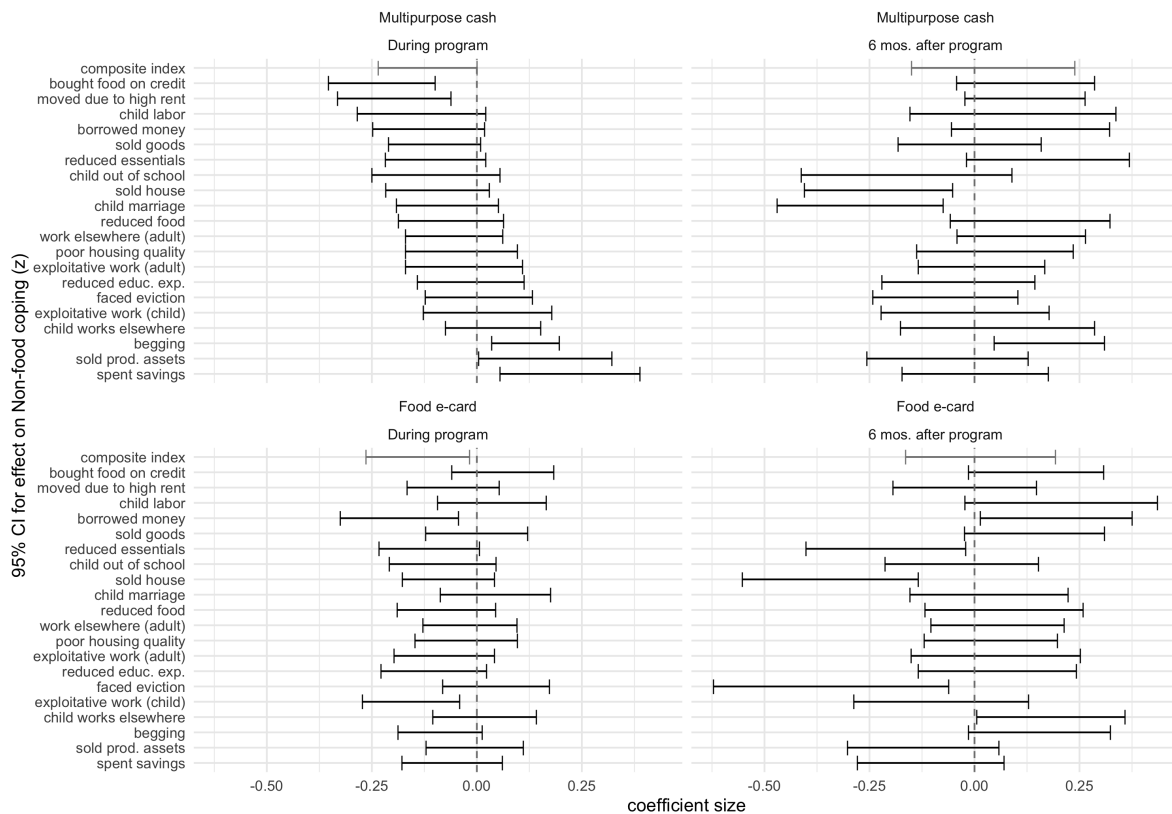 Multipurpose cash
During program
Multipurpose cash
6 mos. after program
composite index
bought food on credit
moved due to high rent
child labor
borrowed money
sold goods
reduced essentials
child out of school
sold house
child marriage
reduced food
work elsewhere (adult)
poor housing quality
exploitative work (adult)
reduced educ. exp.
faced eviction
exploitative work (child)
child works elsewhere
begging
sold prod. assets
spent savings
95% CI for effect on Non-food coping (z)
Food e-card
During program
Food e-card
6 mos. after program
composite index
bought food on credit
moved due to high rent
child labor
borrowed money
sold goods
reduced essentials
child out of school
sold house
child marriage
reduced food
work elsewhere (adult)
poor housing quality
exploitative work (adult)
reduced educ. exp.
faced eviction
exploitative work (child)
child works elsewhere
begging
sold prod. assets
spent savings
-0.50 -0.25 0.00 0.25 -0.50 -0.25 0.00 0.25
coefficient size